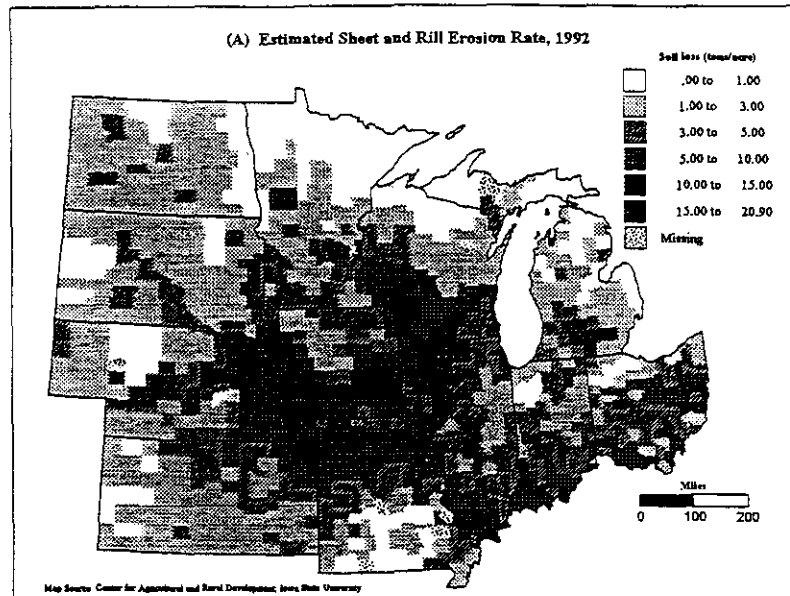 (A) Estimated Sheet and Rill Erosion Rate, 1992
Soil loss (tons/acre)
.00 to 1.00
1.00 to 3.00
3.00 to 5.00
5.00 to 10.00
10.00 to 15.00
15.00 to 20.90
Missing
Miles
0 100 200
Map Source: Center for Agricultural and Rural Development, Iowa State University